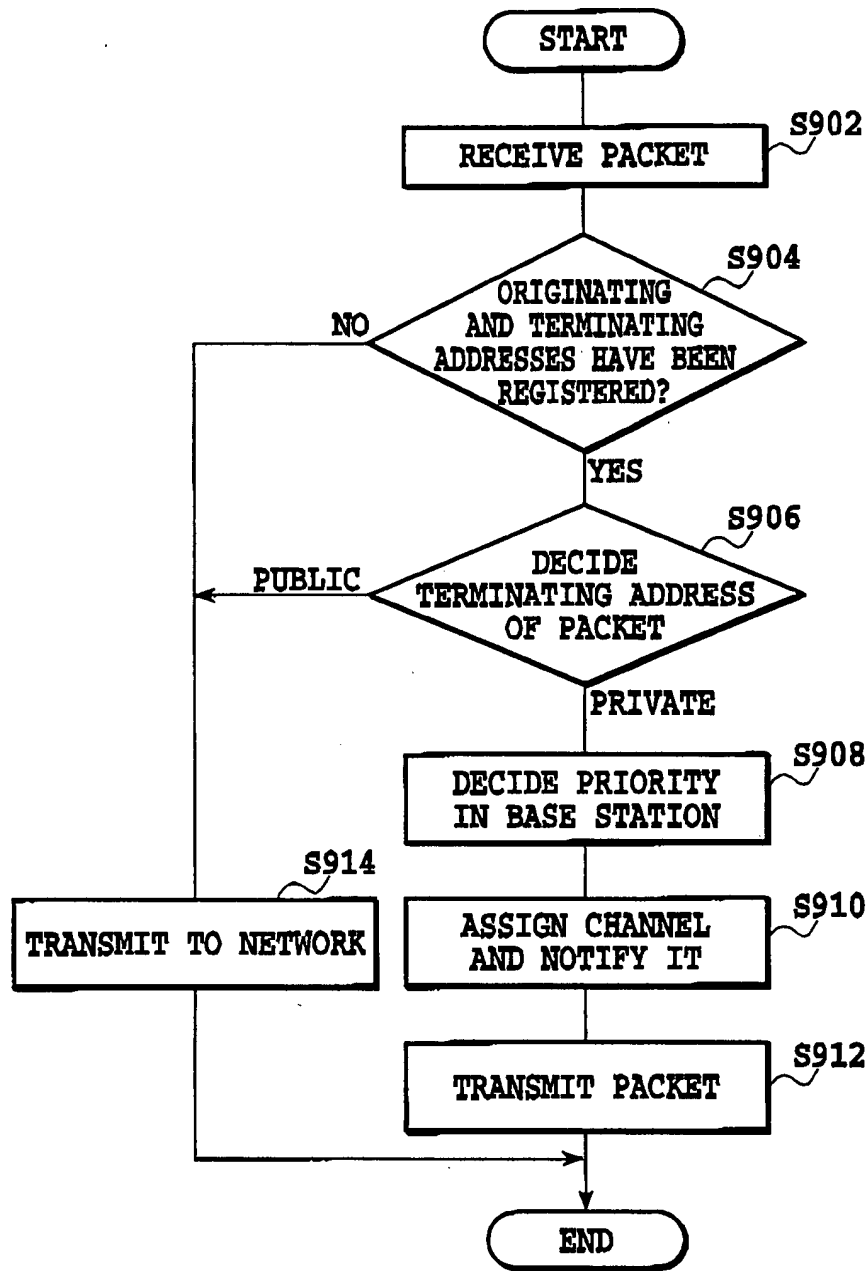 START
S902
RECEIVE PACKET
S904
ORIGINATING
AND TERMINATING
ADDRESSES HAVE BEEN
REGISTERED?
NO
YES
S906
DECIDE
TERMINATING ADDRESS
OF PACKET
PUBLIC
PRIVATE
S908
DECIDE PRIORITY
IN BASE STATION
S914
TRANSMIT TO NETWORK
S910
ASSIGN CHANNEL
AND NOTIFY IT
S912
TRANSMIT PACKET
END